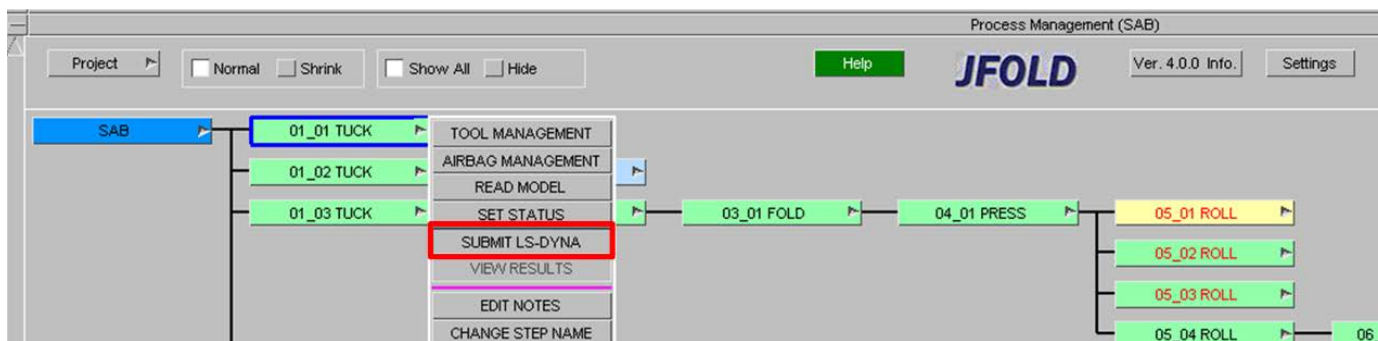 Process Management (SAB)
Project Normal Shrink Show All Hide Help JFOLD Ver. 4.0.0 Info. Settings
SAB 01_01 TUCK TOOL MANAGEMENT
AIRBAG MANAGEMENT
01_02 TUCK READ MODEL
01_03 TUCK SET STATUS 03_01 FOLD 04_01 PRESS 05_01 ROLL
SUBMIT LS-DYNA 05_02 ROLL
VIEW RESULTS
05_03 ROLL
EDIT NOTES
CHANGE STEP NAME 05_04 ROLL 06